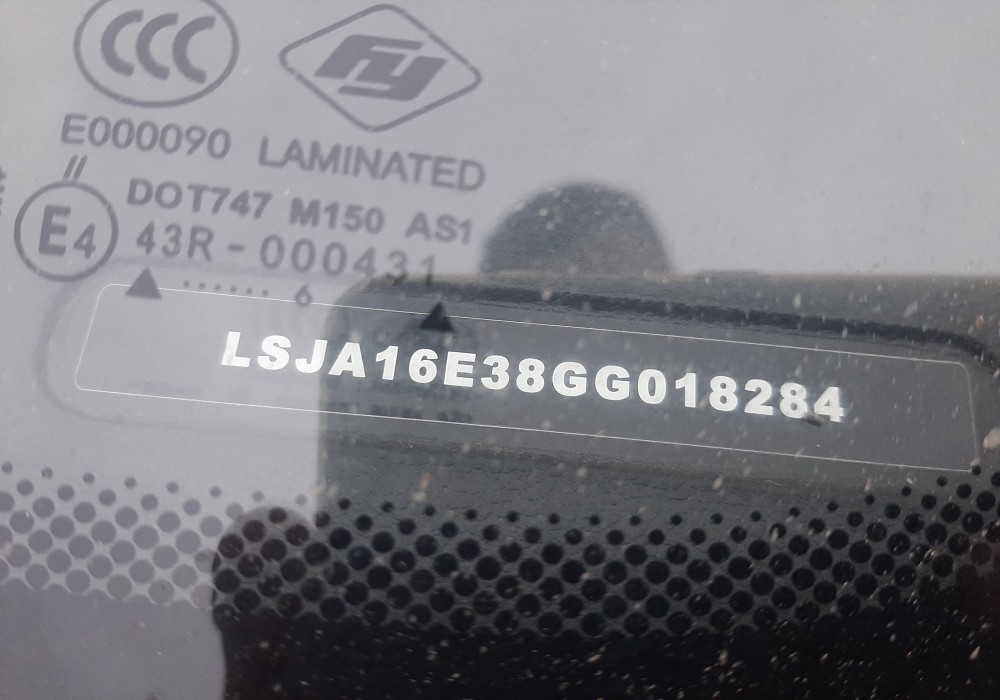 CCC fy
E000090 LAMINATED
//
DOT747 M150 AS1
E4 43R-000431
...... 6
LSJA16E38GG018284